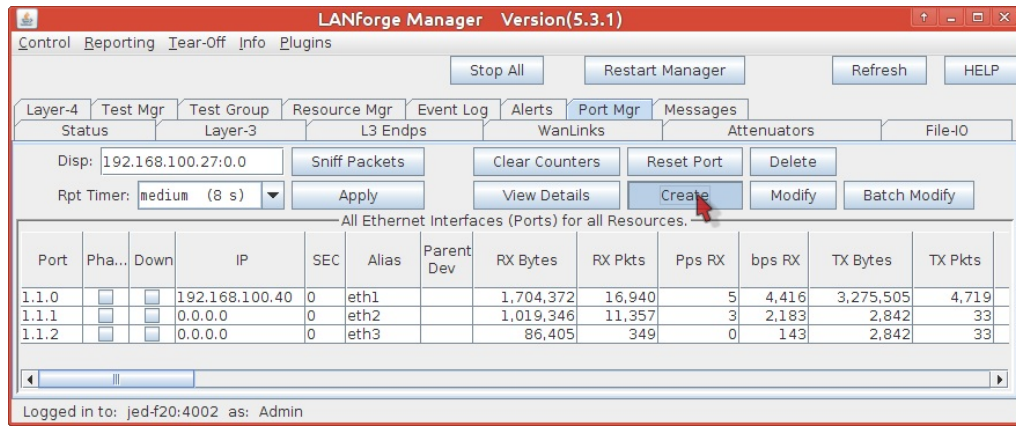 LANforge Manager Version(5.3.1)
Control Reporting Tear-Off Info Plugins
Stop All Restart Manager Refresh HELP
Layer-4 Test Mgr Test Group Resource Mgr Event Log Alerts Port Mgr Messages
Status Layer-3 L3 Endps WanLinks Attenuators File-IO
Disp: 192.168.100.27:0.0 Sniff Packets Clear Counters Reset Port Delete
Rpt Timer: medium (8 s) Apply View Details Create Modify Batch Modify
All Ethernet Interfaces (Ports) for all Resources.
Port Pha... Down IP SEC Alias Parent Dev RX Bytes RX Pkts Pps RX bps RX TX Bytes TX Pkts
1.1.0 192.168.100.40 0 eth1 1,704,372 16,940 5 4,416 3,275,505 4,719
1.1.1 0.0.0.0 0 eth2 1,019,346 11,357 3 2,183 2,842 33
1.1.2 0.0.0.0 0 eth3 86,405 349 0 143 2,842 33
Logged in to: jed-f20:4002 as: Admin